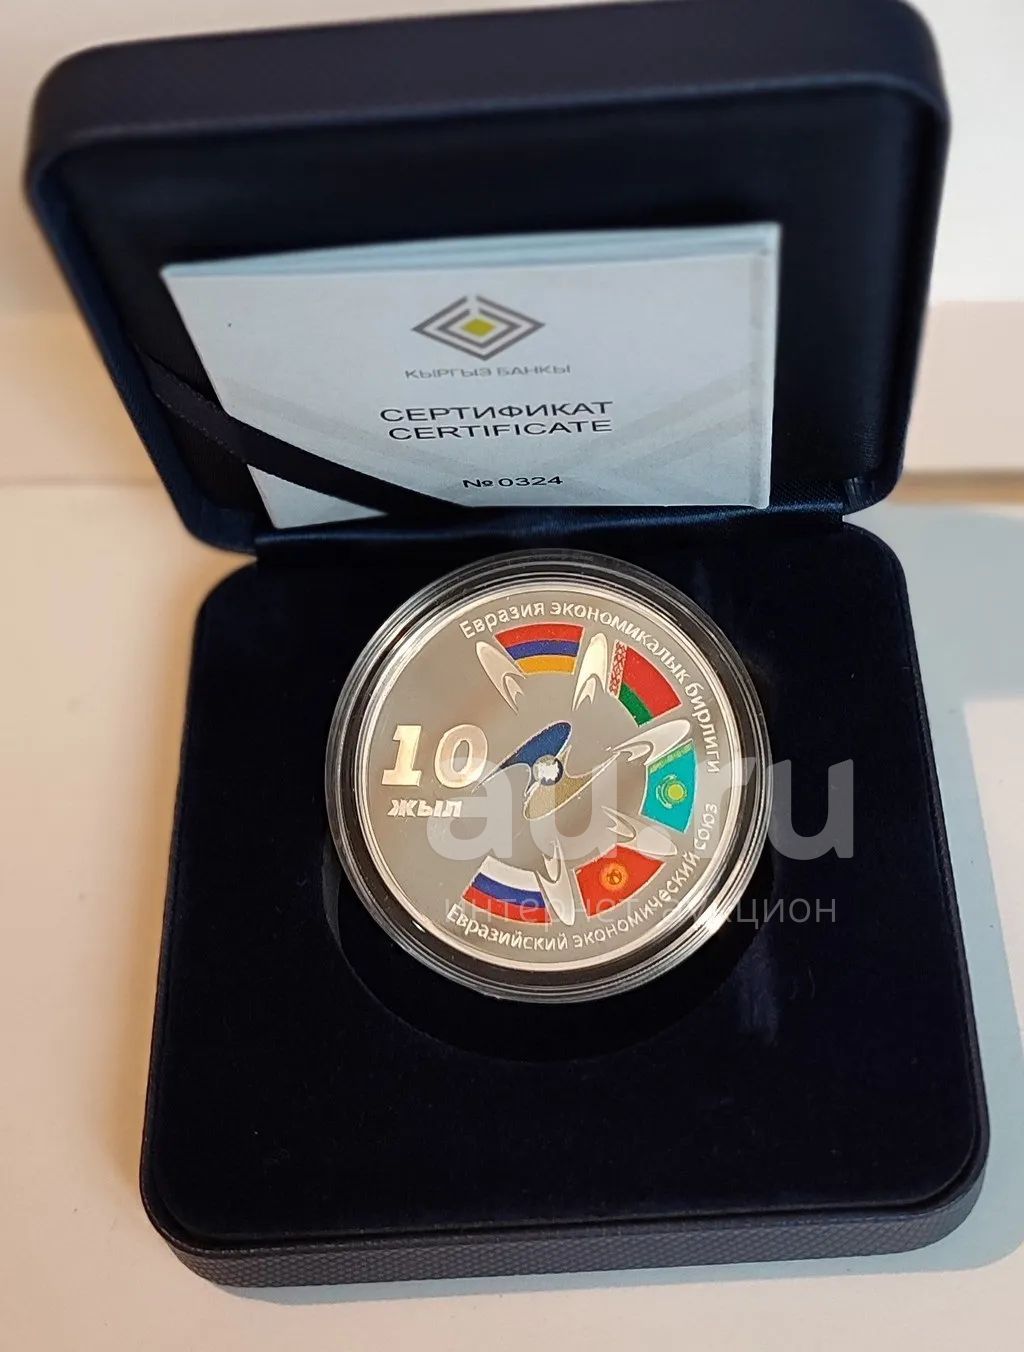 КЫРГЫЗ БАНКЫ
СЕРТИФИКАТ
CERTIFICATE
№ 0324
Евразия экономикалык бирлиги
10
жыл
Евразийский экономический союз
au.ru
интернет-аукцион